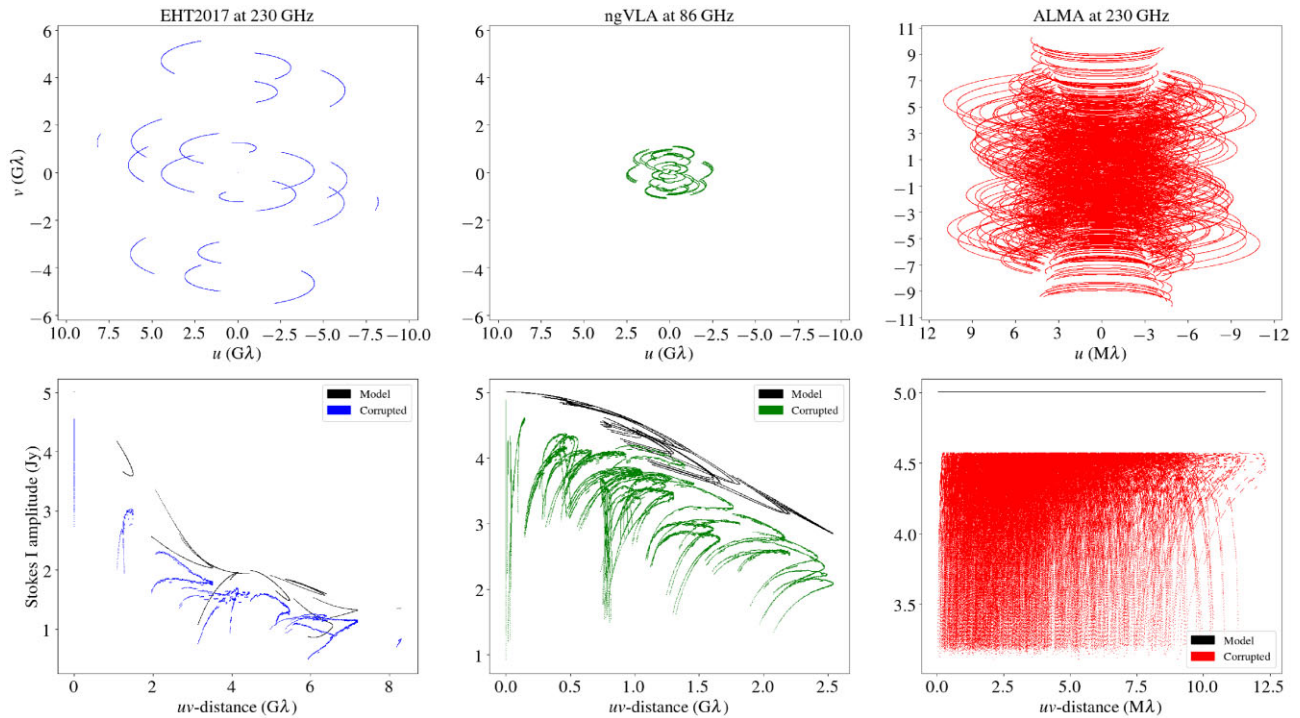 EHT2017 at 230 GHz
ngVLA at 86 GHz
ALMA at 230 GHz
6
4
2
0
−2
−4
−6
v (Gλ)
10.0 7.5 5.0 2.5 0.0 −2.5 −5.0 −7.5 −10.0
u (Gλ)
6
4
2
0
−2
−4
−6
10.0 7.5 5.0 2.5 0.0 −2.5 −5.0 −7.5 −10.0
u (Gλ)
11
9
7
5
3
1
−1
−3
−5
−7
−9
−11
12 9 6 3 0 −3 −6 −9 −12
u (Mλ)
5
4
3
2
1
Stokes I amplitude (Jy)
Model
Corrupted
0 2 4 6 8
uv-distance (Gλ)
5
4
3
2
1
Model
Corrupted
0.0 0.5 1.0 1.5 2.0 2.5
uv-distance (Gλ)
5.0
4.5
4.0
3.5
Model
Corrupted
0.0 2.5 5.0 7.5 10.0 12.5
uv-distance (Mλ)